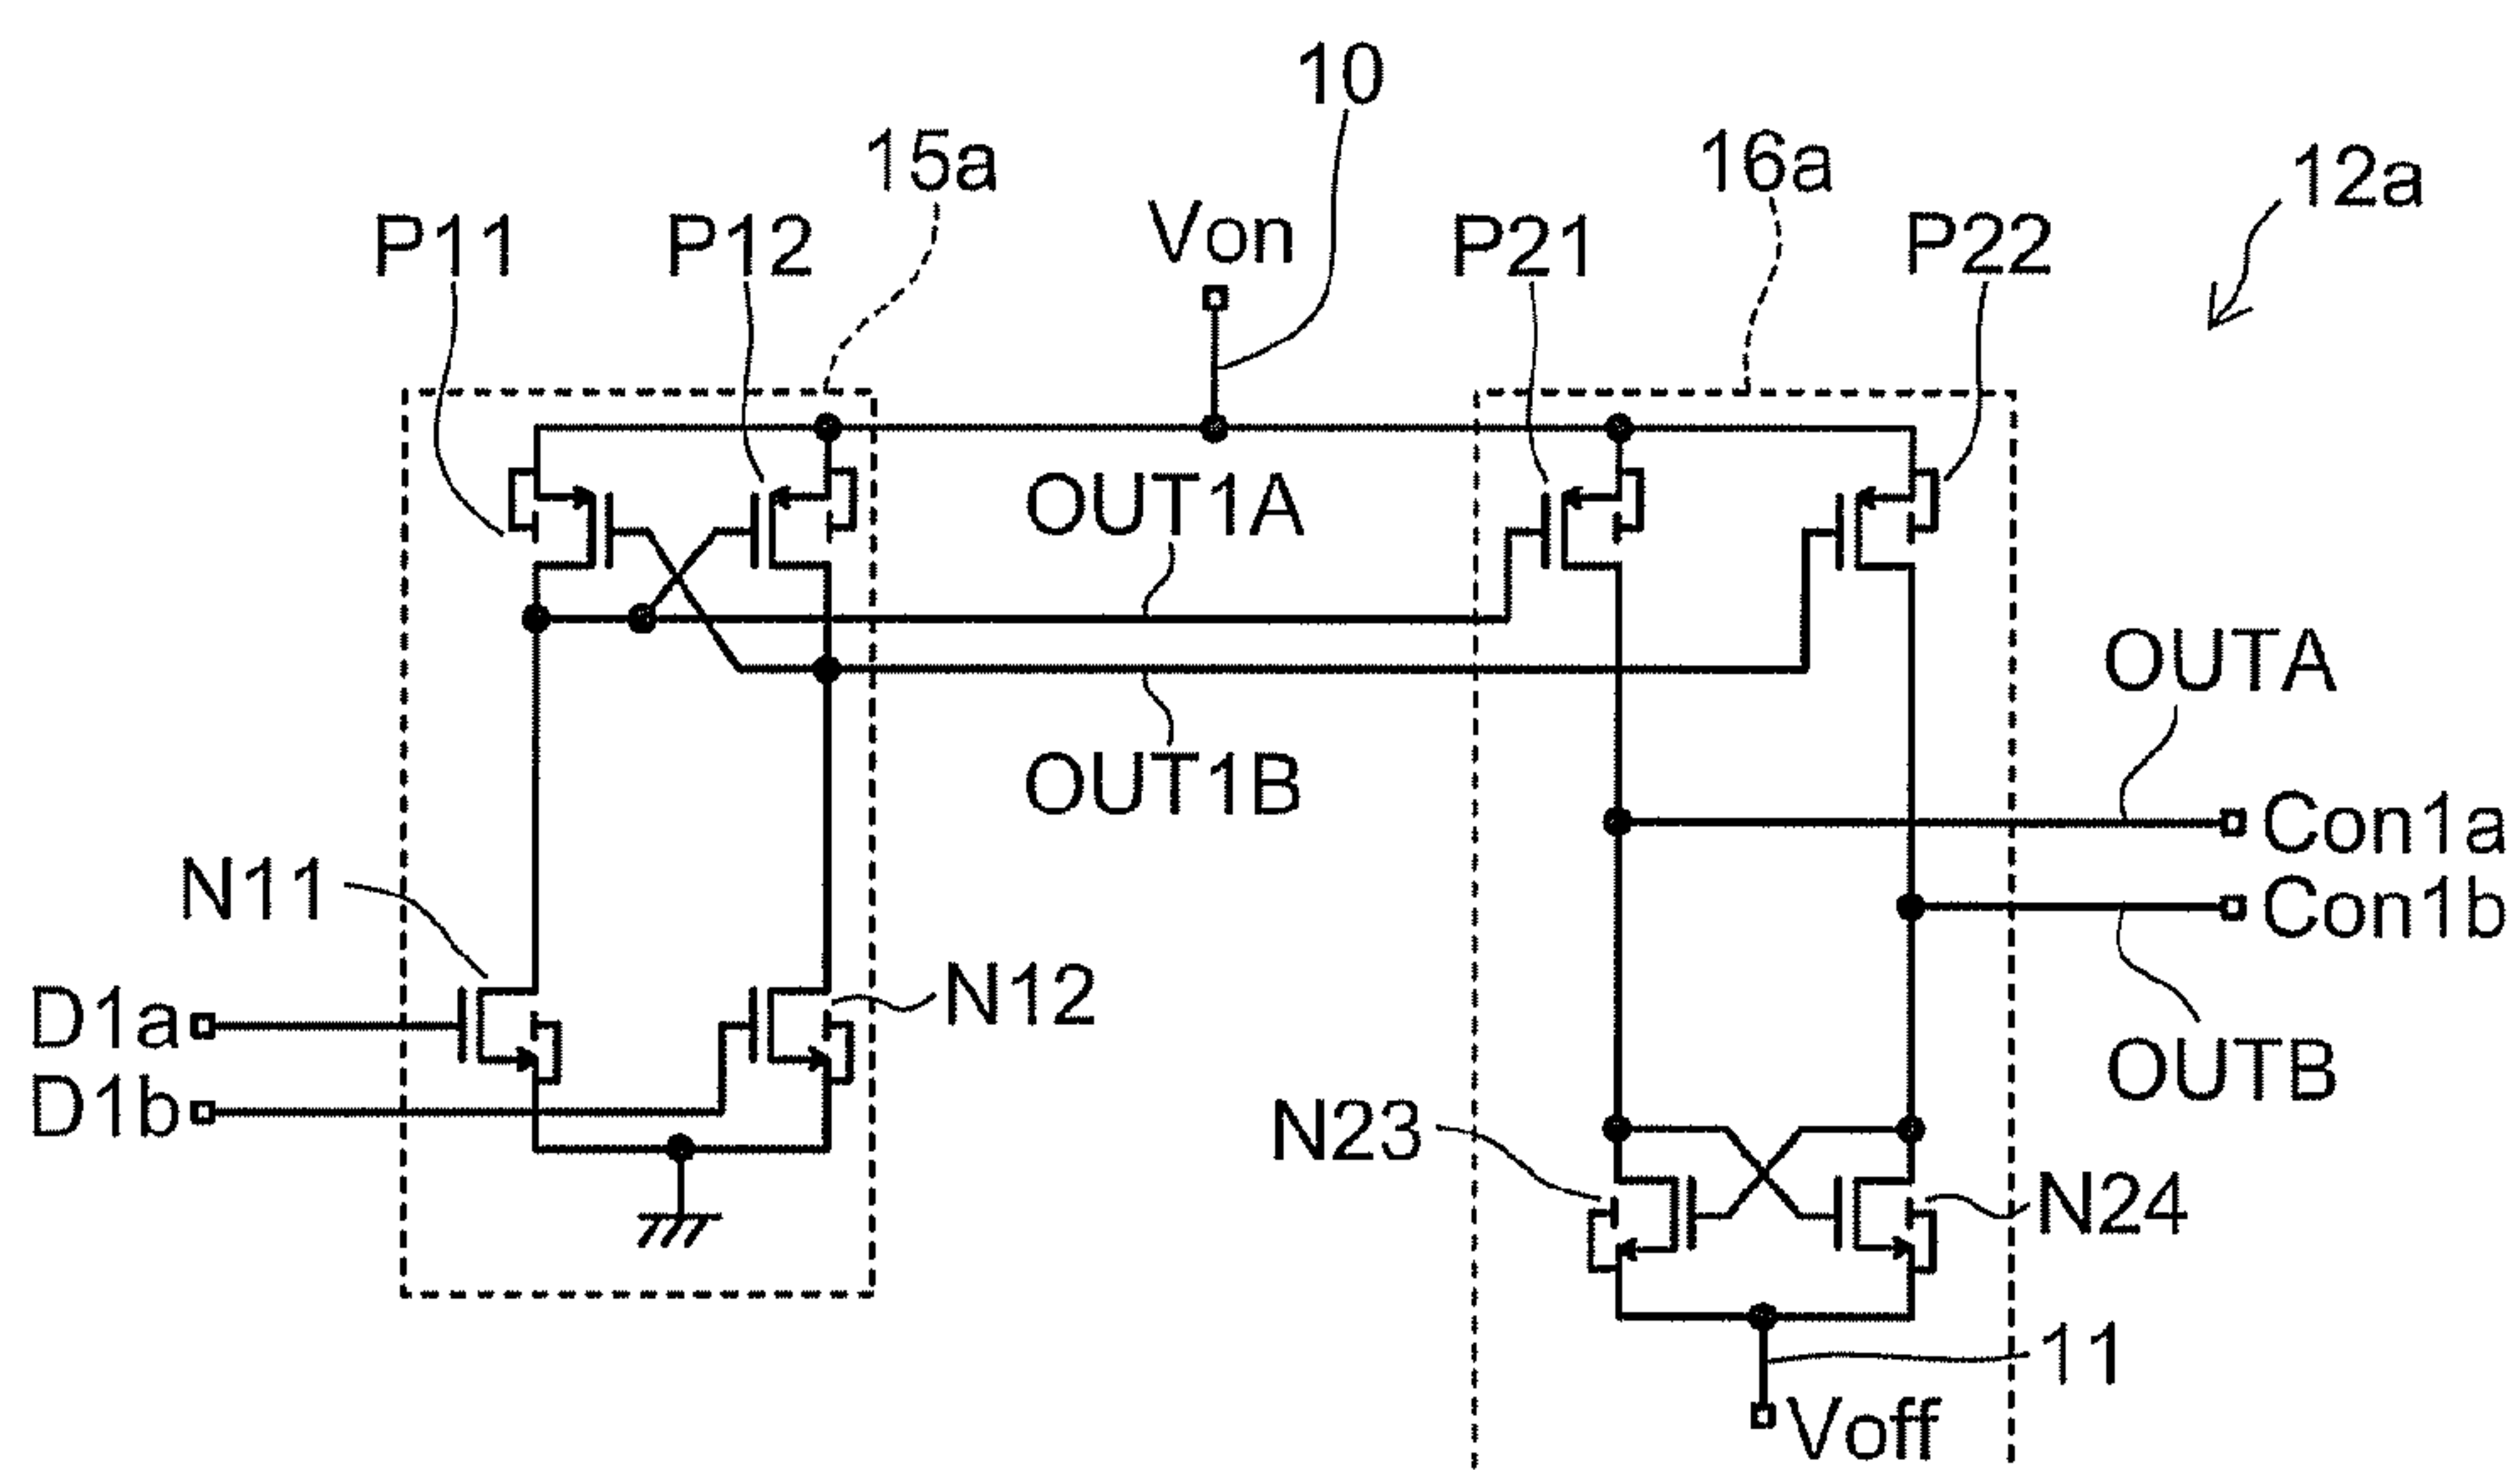 10
15a
16a
12a
P11
P12
Von
P21
P22
OUT1A
OUTA
OUT1B
Con1a
N11
Con1b
D1a
N12
D1b
OUTB
N23
N24
11
Voff